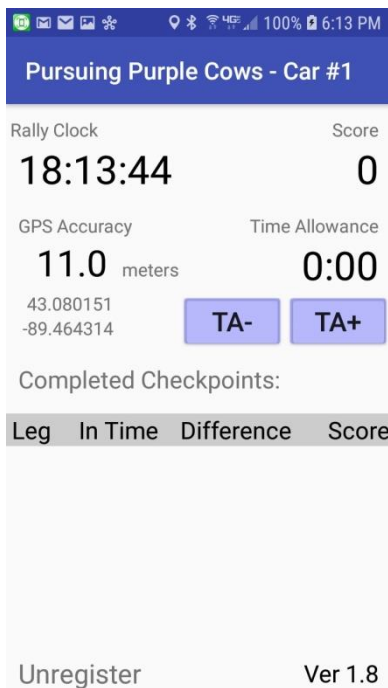 4GE 100% 6:13 PM
Pursuing Purple Cows - Car #1
Rally Clock Score
18:13:44 0
GPS Accuracy Time Allowance
11.0 meters 0:00
43.080151
-89.464314
TA- TA+
Completed Checkpoints:
Leg In Time Difference Score
Unregister Ver 1.8